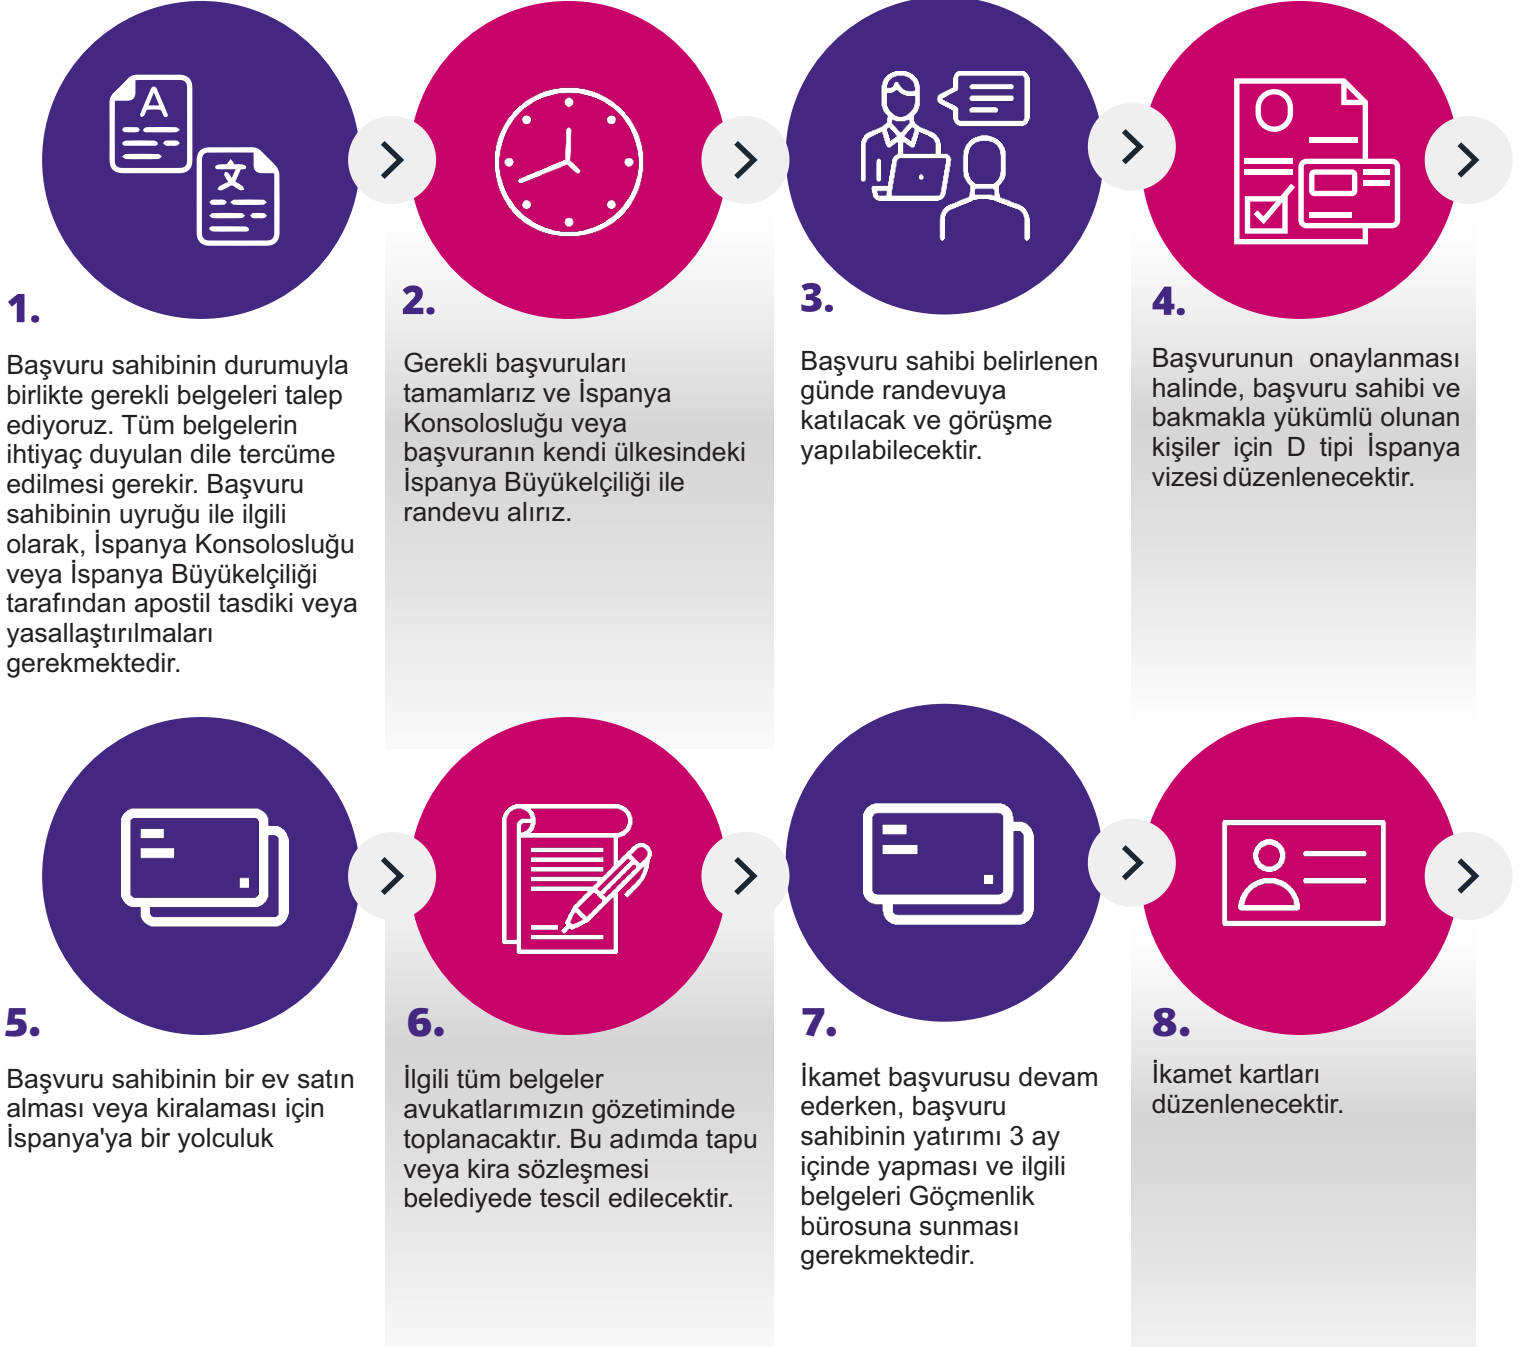 1.
Başvuru sahibinin durumuyla
birlikte gerekli belgeleri talep
ediyoruz. Tüm belgelerin
ihtiyaç duyulan dile tercüme
edilmesi gerekir. Başvuru
sahibinin uyruğu ile ilgili
olarak, İspanya Konsolosluğu
veya İspanya Büyükelçiliği
tarafından apostil tasdiki veya
yasallaştırılmaları
gerekmektedir.
2.
Gerekli başvuruları
tamamlarız ve İspanya
Konsolosluğu veya
başvuranın kendi ülkesindeki
İspanya Büyükelçiliği ile
randevu alırız.
3.
Başvuru sahibi belirlenen
günde randevuya
katılacak ve görüşme
yapılabilecektir.
4.
Başvurunun onaylanması
halinde, başvuru sahibi ve
bakmakla yükümlü olunan
kişiler için D tipi İspanya
vizesi düzenlenecektir.
5.
Başvuru sahibinin bir ev satın
alması veya kiralaması için
İspanya'ya bir yolculuk
6.
İlgili tüm belgeler
avukatlarımızın gözetiminde
toplanacaktır. Bu adımda tapu
veya kira sözleşmesi
belediyede tescil edilecektir.
7.
İkamet başvurusu devam
ederken, başvuru
sahibinin yatırımı 3 ay
içinde yapması ve ilgili
belgeleri Göçmenlik
bürosuna sunması
gerekmektedir.
8.
İkamet kartları
düzenlenecektir.
A
文